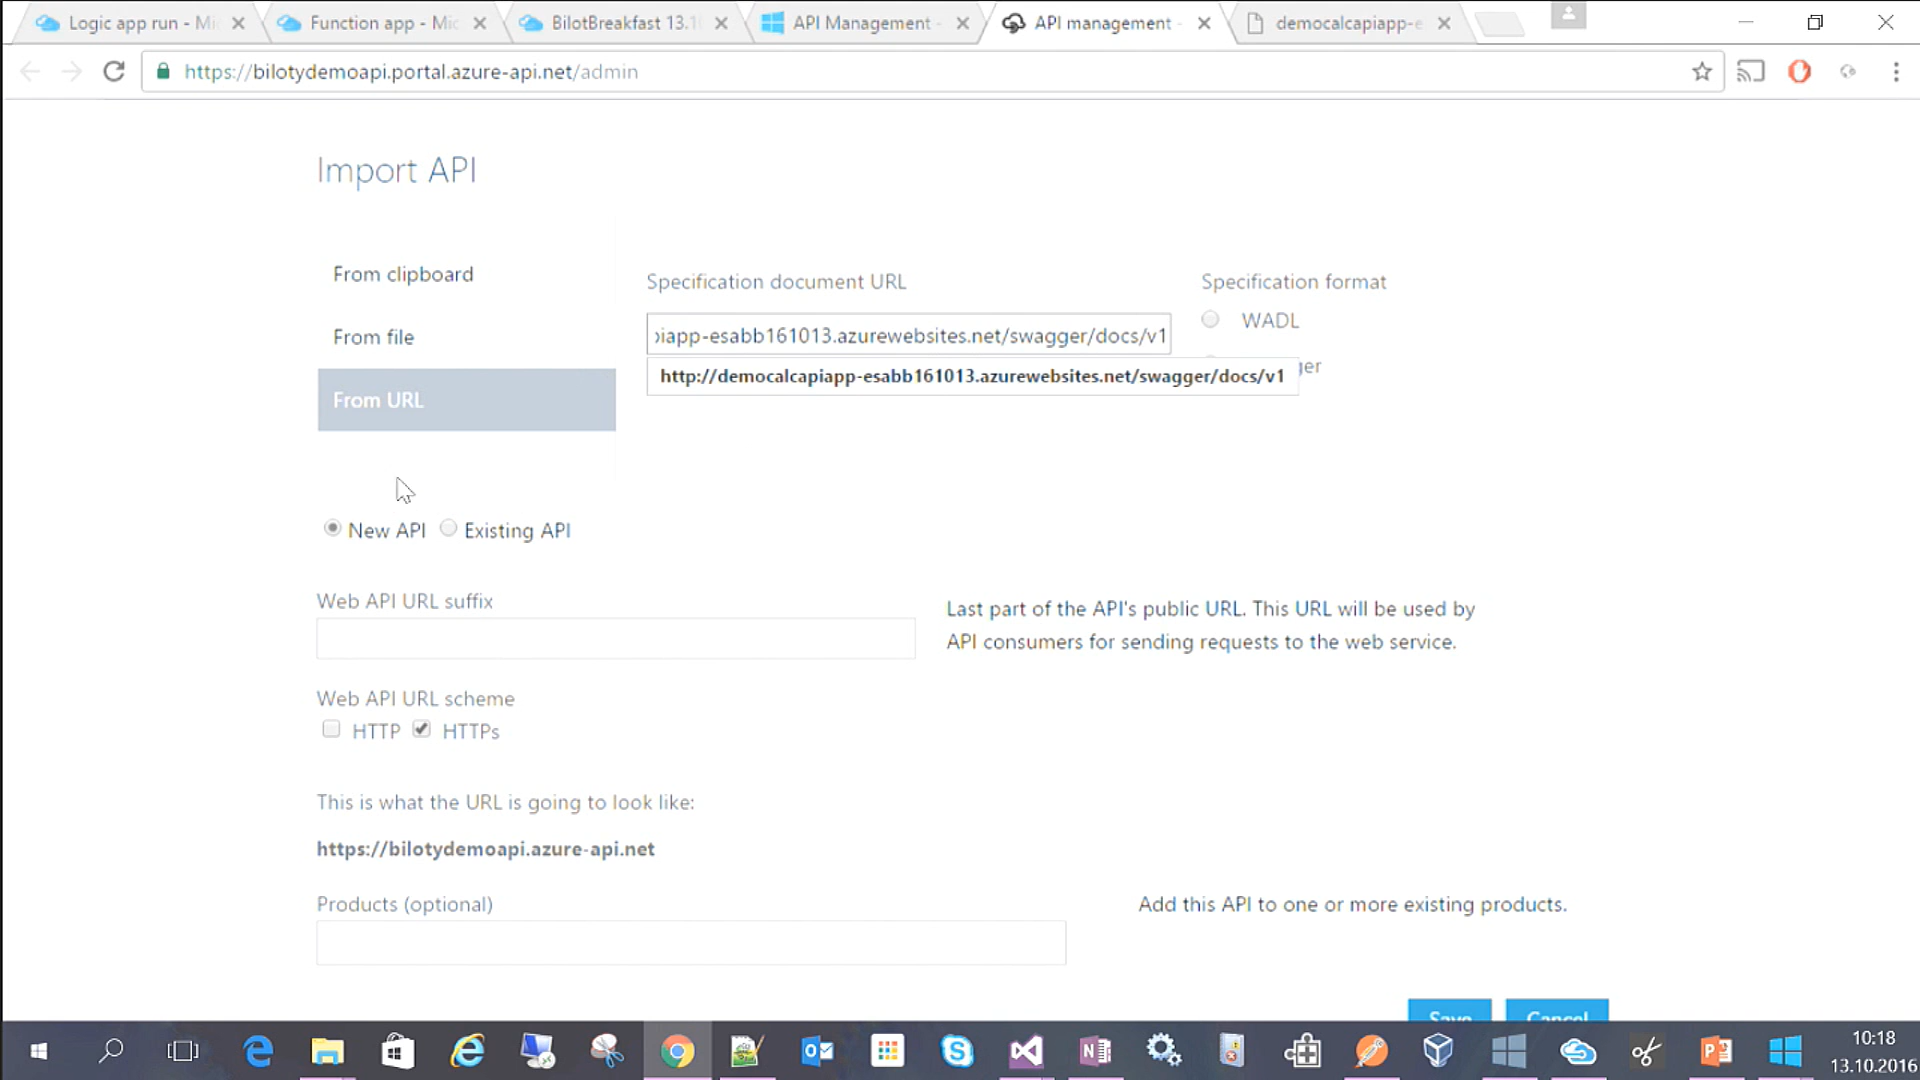 Logic app run - Mi
Function app - Mic
BilotBreakfast 13.1
API Management -
API management -
democalcapiapp-e
https://bilotydemoapi.portal.azure-api.net/admin
Import API
From clipboard
From file
From URL
Specification document URL
iapp-esabb161013.azurewebsites.net/swagger/docs/v1
http://democalcapiapp-esabb161013.azurewebsites.net/swagger/docs/v1
Specification format
WADL
ger
New API
Existing API
Web API URL suffix
Last part of the API's public URL. This URL will be used by
API consumers for sending requests to the web service.
Web API URL scheme
HTTP
HTTPs
This is what the URL is going to look like:
https://bilotydemoapi.azure-api.net
Products (optional)
Add this API to one or more existing products.
Save
Cancel
10:18
13.10.2016